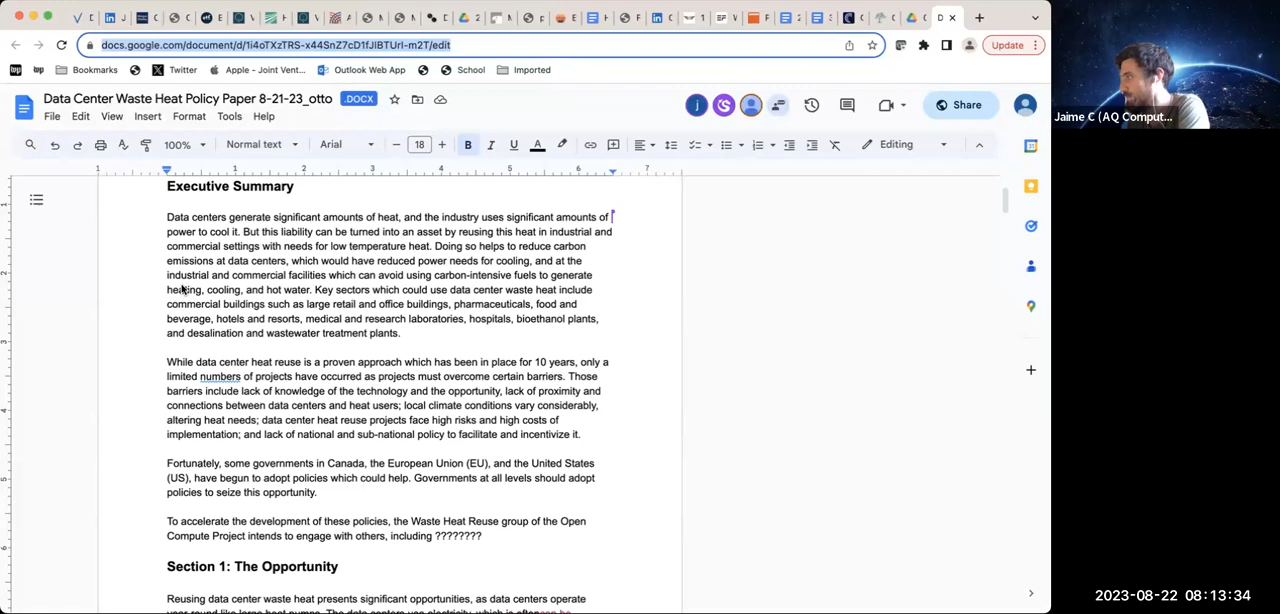 docs.google.com/document/d/1i4oTXzTRS-x44SnZ7cD1fJIBTUrI-m2T/edit
Update
Bookmarks
Twitter
Apple - Joint Vent...
Outlook Web App
School
Imported
Data Center Waste Heat Policy Paper 8-21-23_otto
.DOCX
File Edit View Insert Format Tools Help
Share
100%
Normal text
Arial
18
Editing
Executive Summary
Data centers generate significant amounts of heat, and the industry uses significant amounts of
power to cool it. But this liability can be turned into an asset by reusing this heat in industrial and
commercial settings with needs for low temperature heat. Doing so helps to reduce carbon
emissions at data centers, which would have reduced power needs for cooling, and at the
industrial and commercial facilities which can avoid using carbon-intensive fuels to generate
heating, cooling, and hot water. Key sectors which could use data center waste heat include
commercial buildings such as large retail and office buildings, pharmaceuticals, food and
beverage, hotels and resorts, medical and research laboratories, hospitals, bioethanol plants,
and desalination and wastewater treatment plants.
While data center heat reuse is a proven approach which has been in place for 10 years, only a
limited numbers of projects have occurred as projects must overcome certain barriers. Those
barriers include lack of knowledge of the technology and the opportunity, lack of proximity and
connections between data centers and heat users; local climate conditions vary considerably,
altering heat needs; data center heat reuse projects face high risks and high costs of
implementation; and lack of national and sub-national policy to facilitate and incentivize it.
Fortunately, some governments in Canada, the European Union (EU), and the United States
(US), have begun to adopt policies which could help. Governments at all levels should adopt
policies to seize this opportunity.
To accelerate the development of these policies, the Waste Heat Reuse group of the Open
Compute Project intends to engage with others, including ????????
Section 1: The Opportunity
Reusing data center waste heat presents significant opportunities, as data centers operate
Jaime C (AQ Comput...
2023-08-22 08:13:34